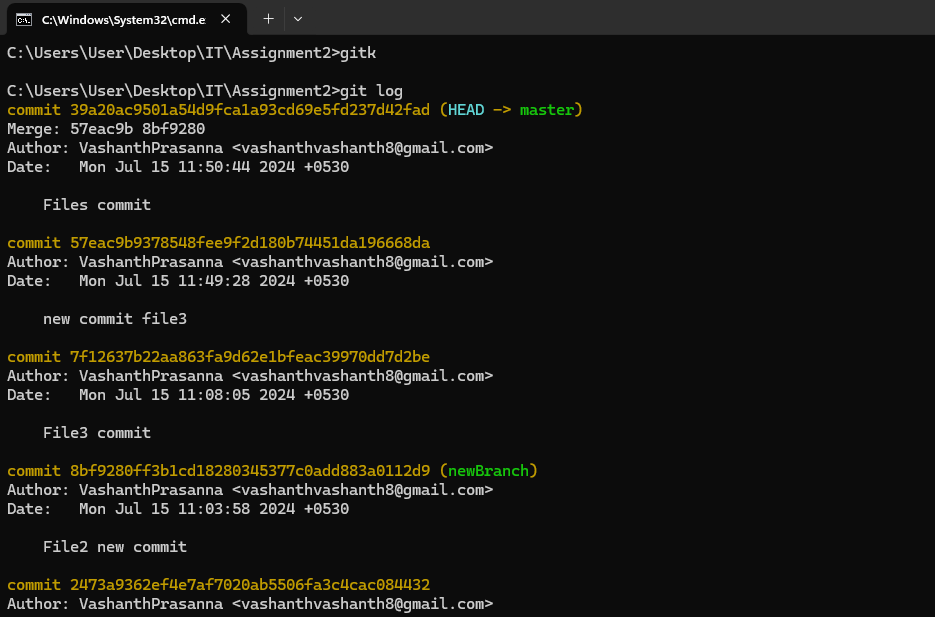 C:\Windows\System32\cmd.e
C:\Users\User\Desktop\IT\Assignment2>gitk
C:\Users\User\Desktop\IT\Assignment2>git log
commit 39a20ac9501a54d9fca1a93cd69e5fd237d42fad (HEAD -> master)
Merge: 57eac9b 8bf9280
Author: VashanthPrasanna <vashanthvashanth8@gmail.com>
Date:   Mon Jul 15 11:50:44 2024 +0530
    Files commit
commit 57eac9b9378548fee9f2d180b74451da196668da
Author: VashanthPrasanna <vashanthvashanth8@gmail.com>
Date:   Mon Jul 15 11:49:28 2024 +0530
    new commit file3
commit 7f12637b22aa863fa9d62e1bfeac39970dd7d2be
Author: VashanthPrasanna <vashanthvashanth8@gmail.com>
Date:   Mon Jul 15 11:08:05 2024 +0530
    File3 commit
commit 8bf9280ff3b1cd18280345377c0add883a0112d9 (newBranch)
Author: VashanthPrasanna <vashanthvashanth8@gmail.com>
Date:   Mon Jul 15 11:03:58 2024 +0530
    File2 new commit
commit 2473a9362ef4e7af7020ab5506fa3c4cac084432
Author: VashanthPrasanna <vashanthvashanth8@gmail.com>